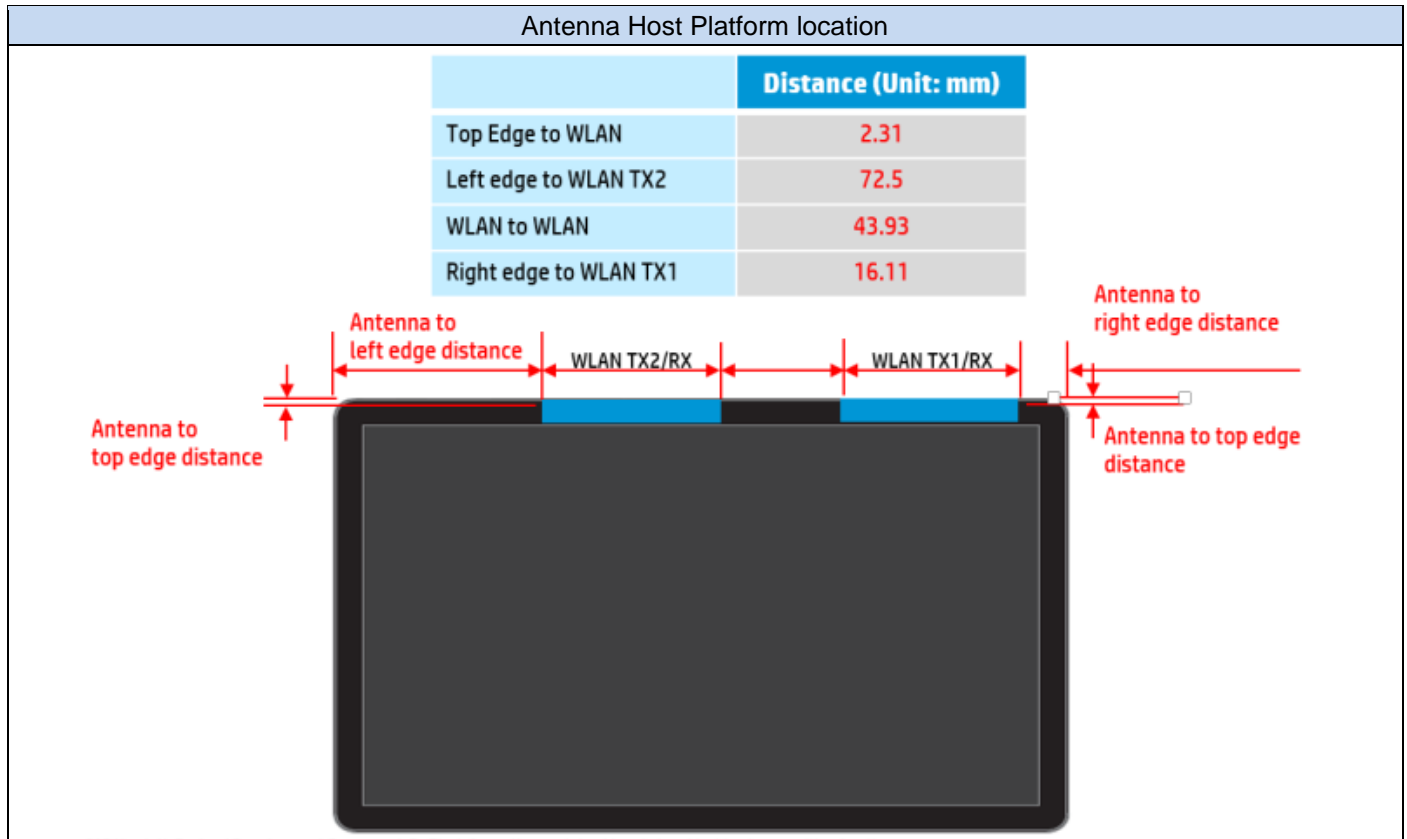 Antenna Host Platform location
Distance (Unit: mm)
Top Edge to WLAN 2.31
Left edge to WLAN TX2 72.5
WLAN to WLAN 43.93
Right edge to WLAN TX1 16.11
Antenna to
right edge distance
Antenna to
left edge distance
WLAN TX2/RX
WLAN TX1/RX
Antenna to
top edge distance
Antenna to top edge
distance